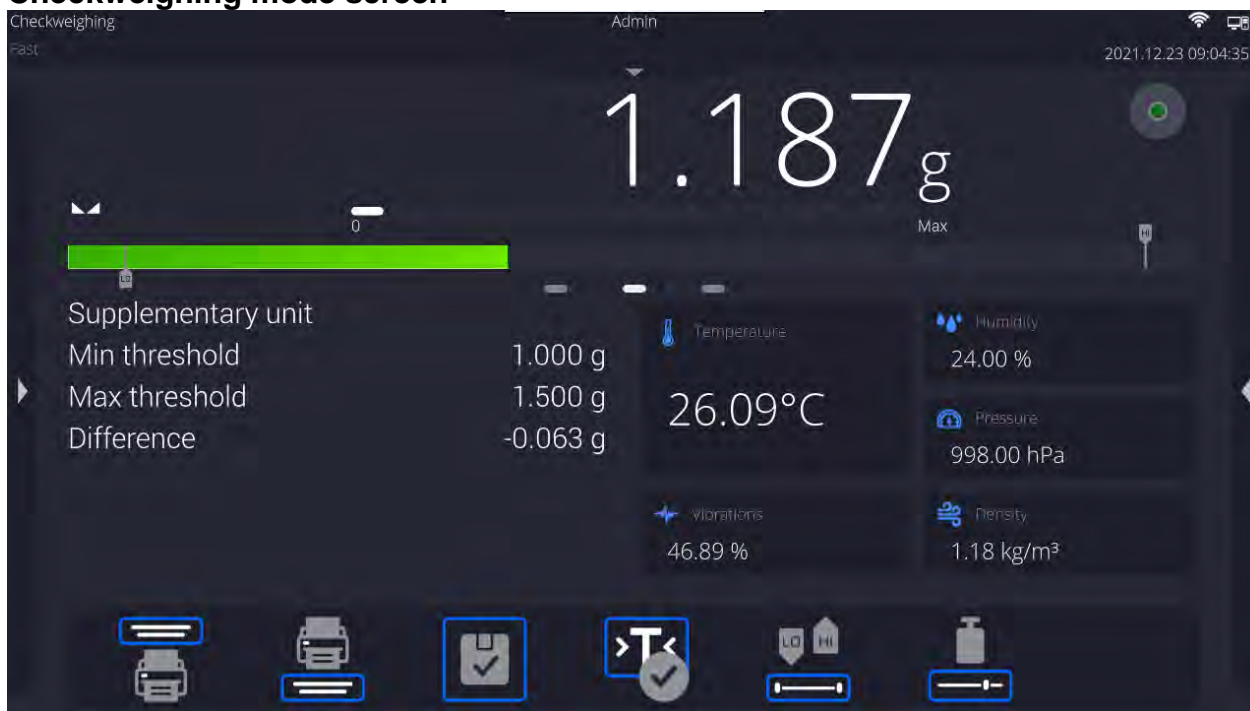 Checkweighing mode screen
Checkweighing Admin
Fast 2021.12.23 09:04:35
1.187 g
0 Max
HI
LO
Supplementary unit
Min threshold 1.000 g
Max threshold 1.500 g
Difference -0.063 g
Temperature
26.09°C
Humidity
24.00 %
Pressure
998.00 hPa
Vibrations
46.89 %
Density
1.18 kg/m³
>T<
LO HI